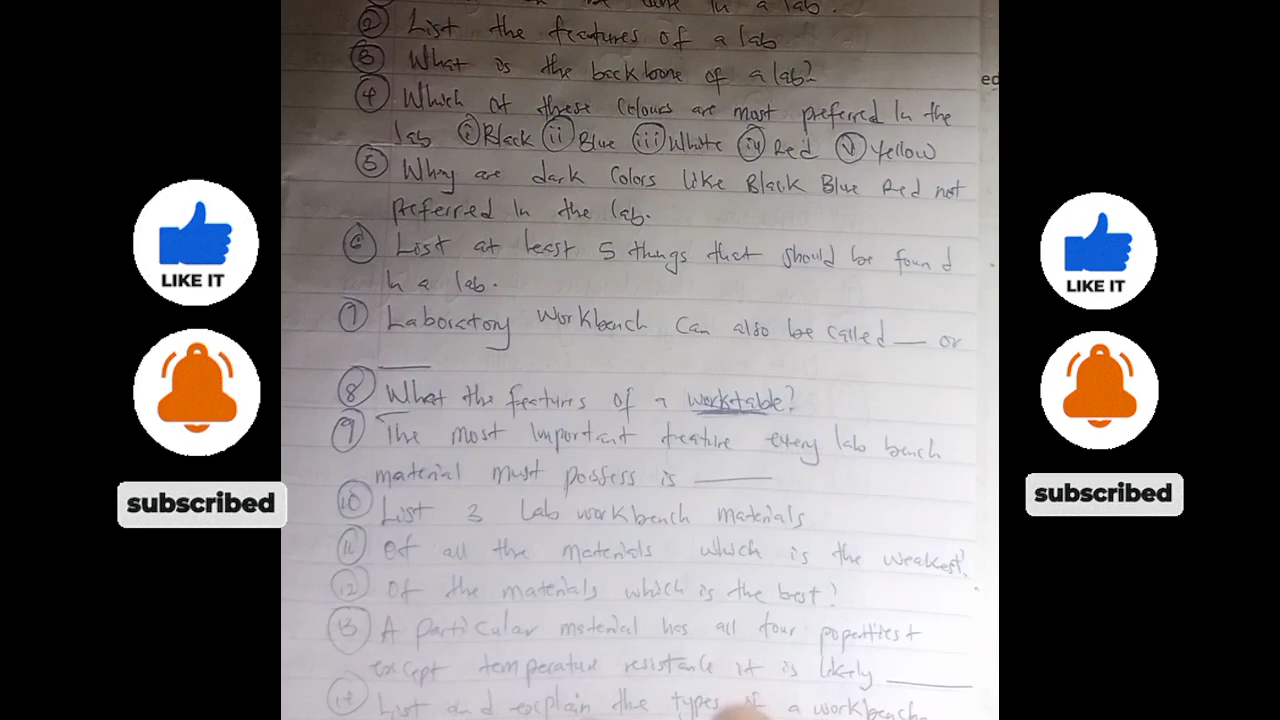 in a lab.
② List the features of a lab
③ What is the backbone of a lab?
④ Which of these colours are most preferred in the
lab ⓘ Black ⓘⓘ Blue ⓘⓘⓘ White ⓘⓥ Red ⓥ Yellow
⑤ Why are dark colors like Black Blue Red not
preferred in the lab.
⑥ List at least 5 things that should be found
in a lab.
⑦ Laboratory workbench can also be called — or
—
⑧ What the features of a worktable?
⑨ The most important feature every lab bench
material must possess is ———
⑩ List 3 Lab workbench materials
⑪ Of all the materials which is the weakest?
⑫ Of the materials which is the best?
⑬ A particular material has all four
except temperature resistance it is likely ———
⑭ List and explain the types of a workbench
ed
LIKE IT
LIKE IT
subscribed
subscribed